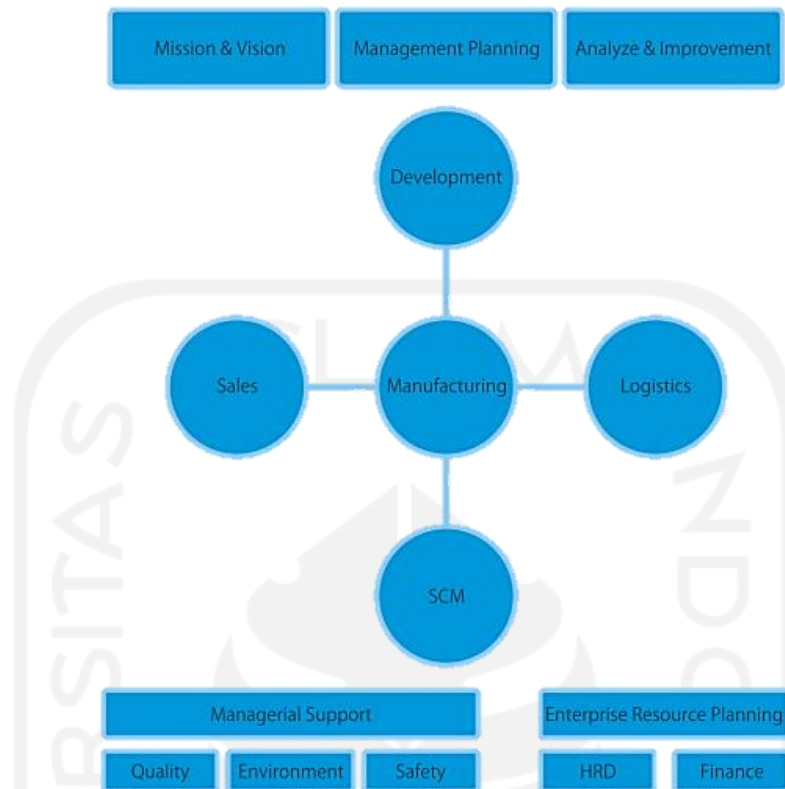 Mission & Vision
Management Planning
Analyze & Improvement
Development
Sales
Manufacturing
Logistics
SCM
Managerial Support
Enterprise Resource Planning
Quality
Environment
Safety
HRD
Finance